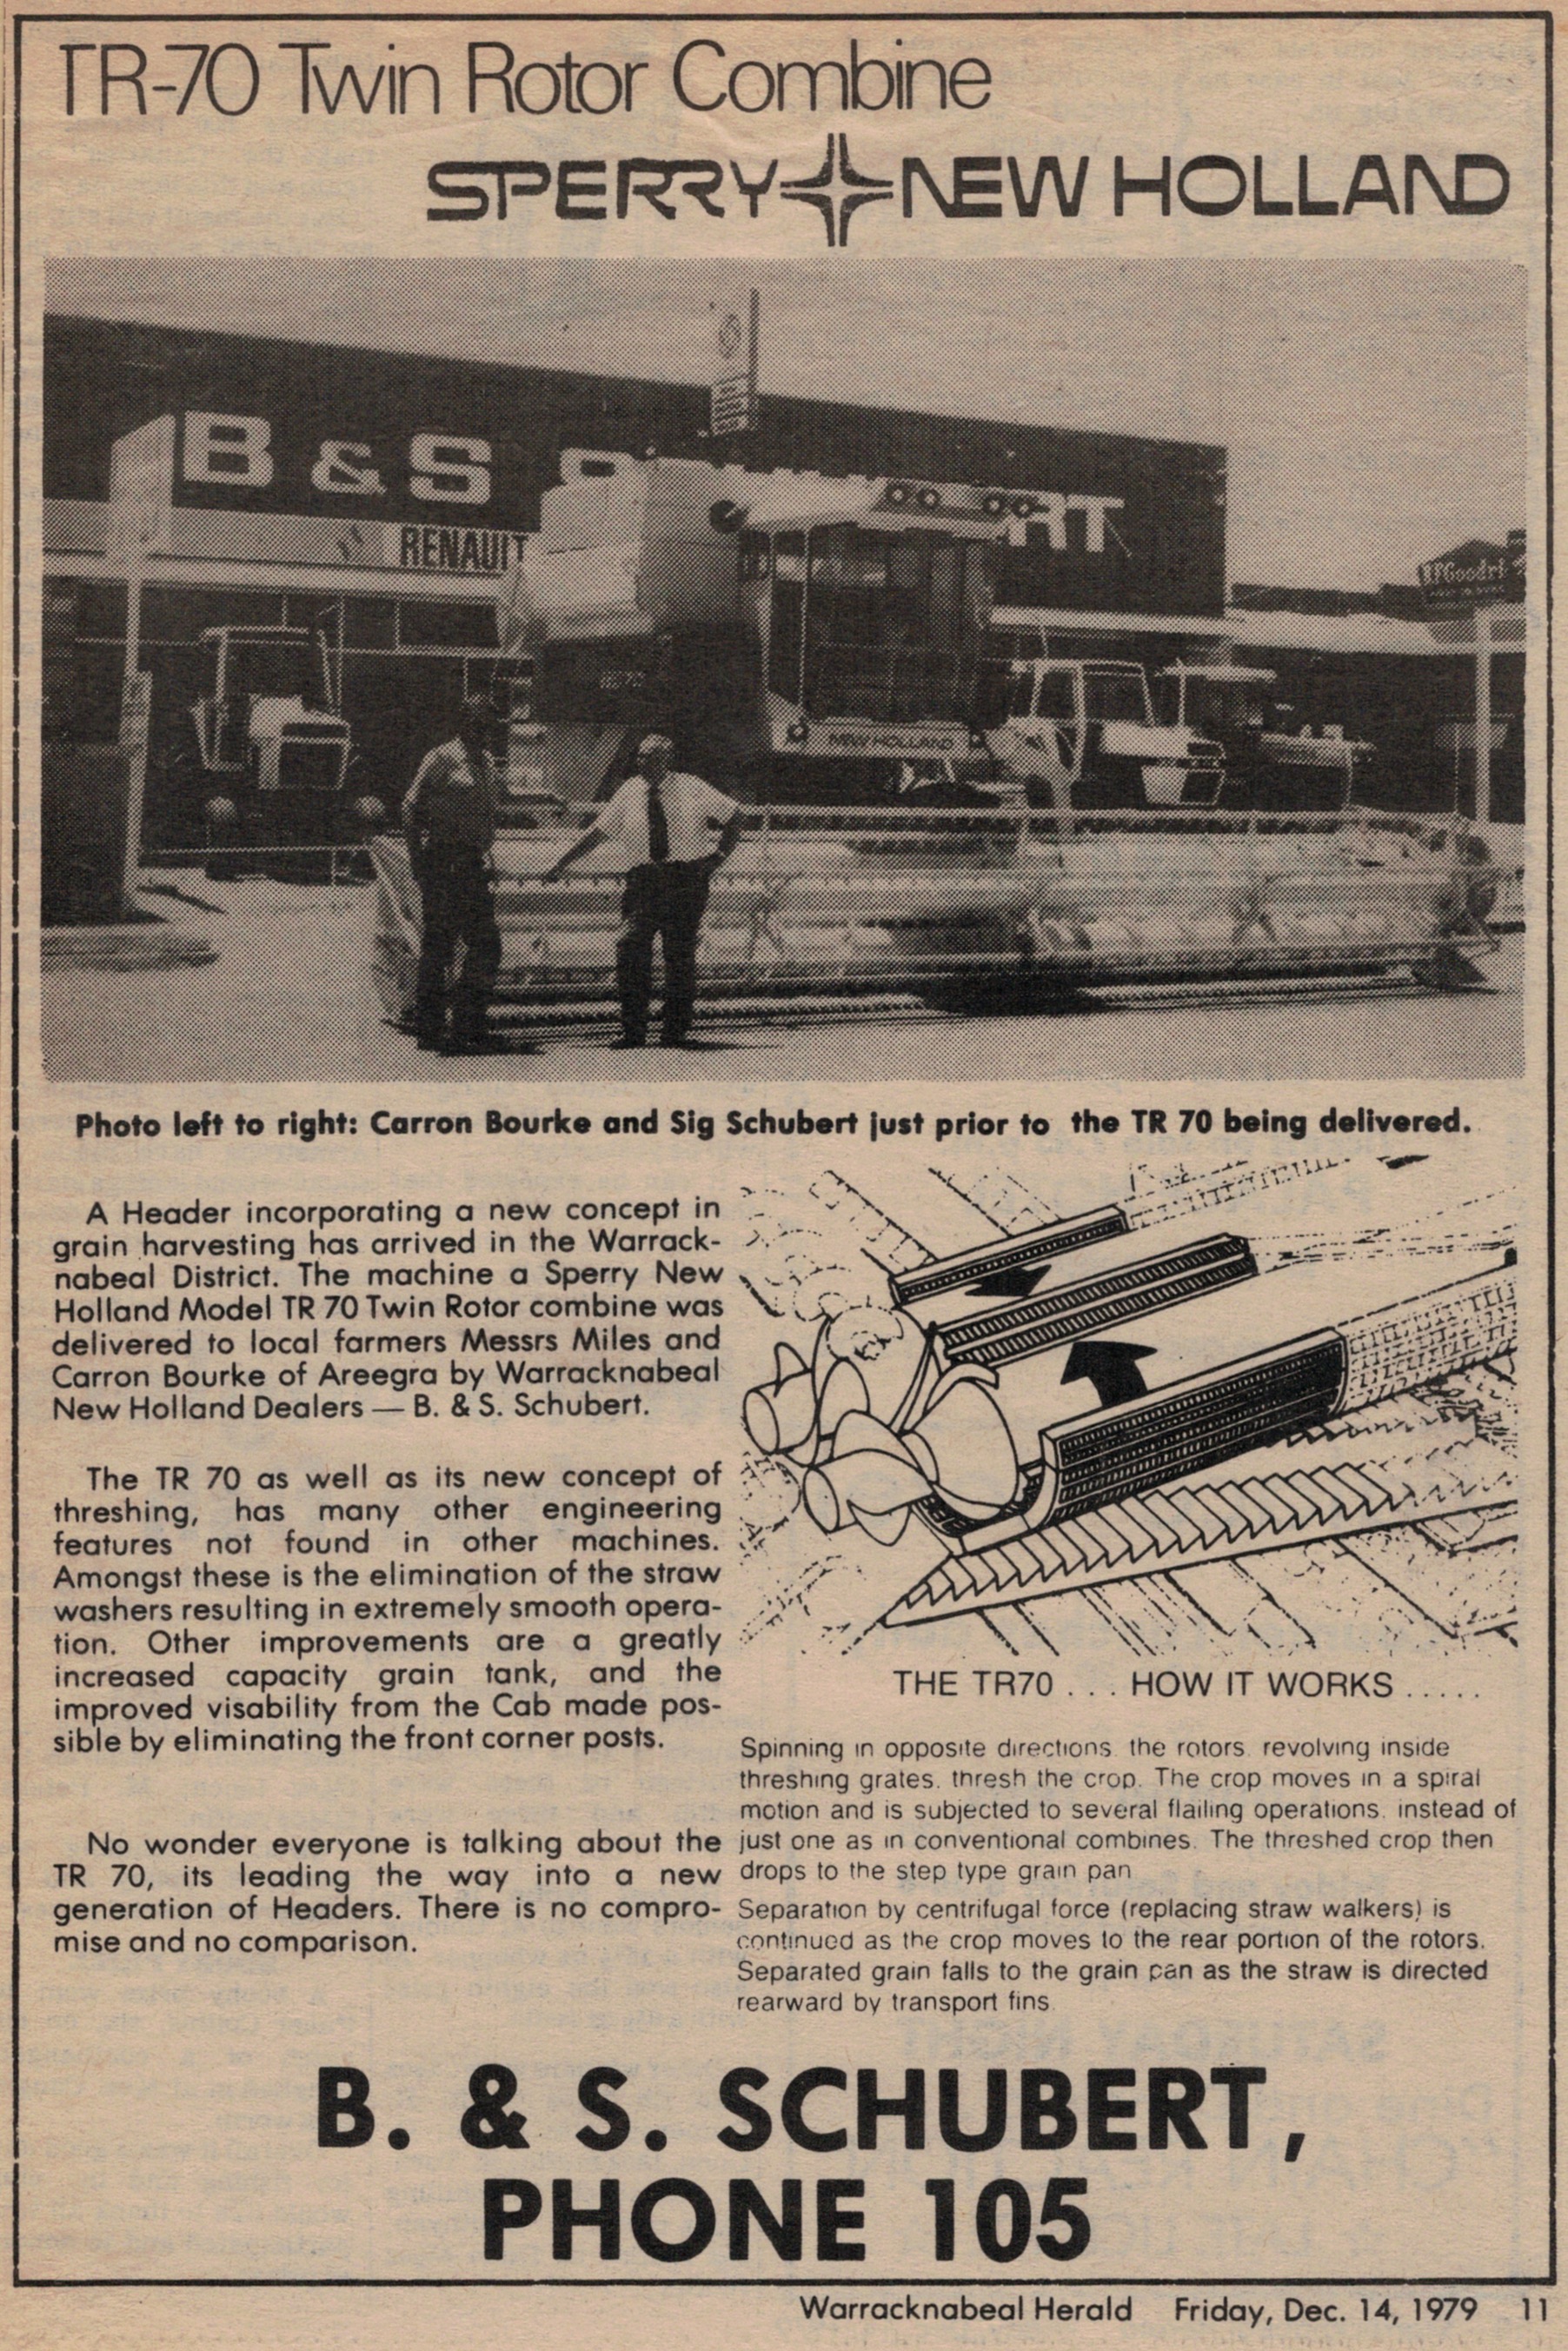 TR-70 Twin Rotor Combine
SPERRY NEW HOLLAND
B & S
RT
RENAULT
NEW HOLLAND
Photo left to right: Carron Bourke and Sig Schubert just prior to the TR 70 being delivered.
A Header incorporating a new concept in
grain harvesting has arrived in the Warrack-
nabeal District. The machine a Sperry New
Holland Model TR 70 Twin Rotor combine was
delivered to local farmers Messrs Miles and
Carron Bourke of Areegra by Warracknabeal
New Holland Dealers — B. & S. Schubert.
The TR 70 as well as its new concept of
threshing, has many other engineering
features not found in other machines.
Amongst these is the elimination of the straw
washers resulting in extremely smooth opera-
tion. Other improvements are a greatly
increased capacity grain tank, and the
improved visability from the Cab made pos-
sible by eliminating the front corner posts.
No wonder everyone is talking about the
TR 70, its leading the way into a new
generation of Headers. There is no compro-
mise and no comparison.
THE TR70 . . . HOW IT WORKS . . . . .
Spinning in opposite directions, the rotors, revolving inside
threshing grates, thresh the crop. The crop moves in a spiral
motion and is subjected to several flailing operations, instead of
just one as in conventional combines. The threshed crop then
drops to the step type grain pan
Separation by centrifugal force (replacing straw walkers) is
continued as the crop moves to the rear portion of the rotors.
Separated grain falls to the grain pan as the straw is directed
rearward by transport fins.
B. & S. SCHUBERT,
PHONE 105
Warracknabeal Herald Friday, Dec. 14, 1979 11